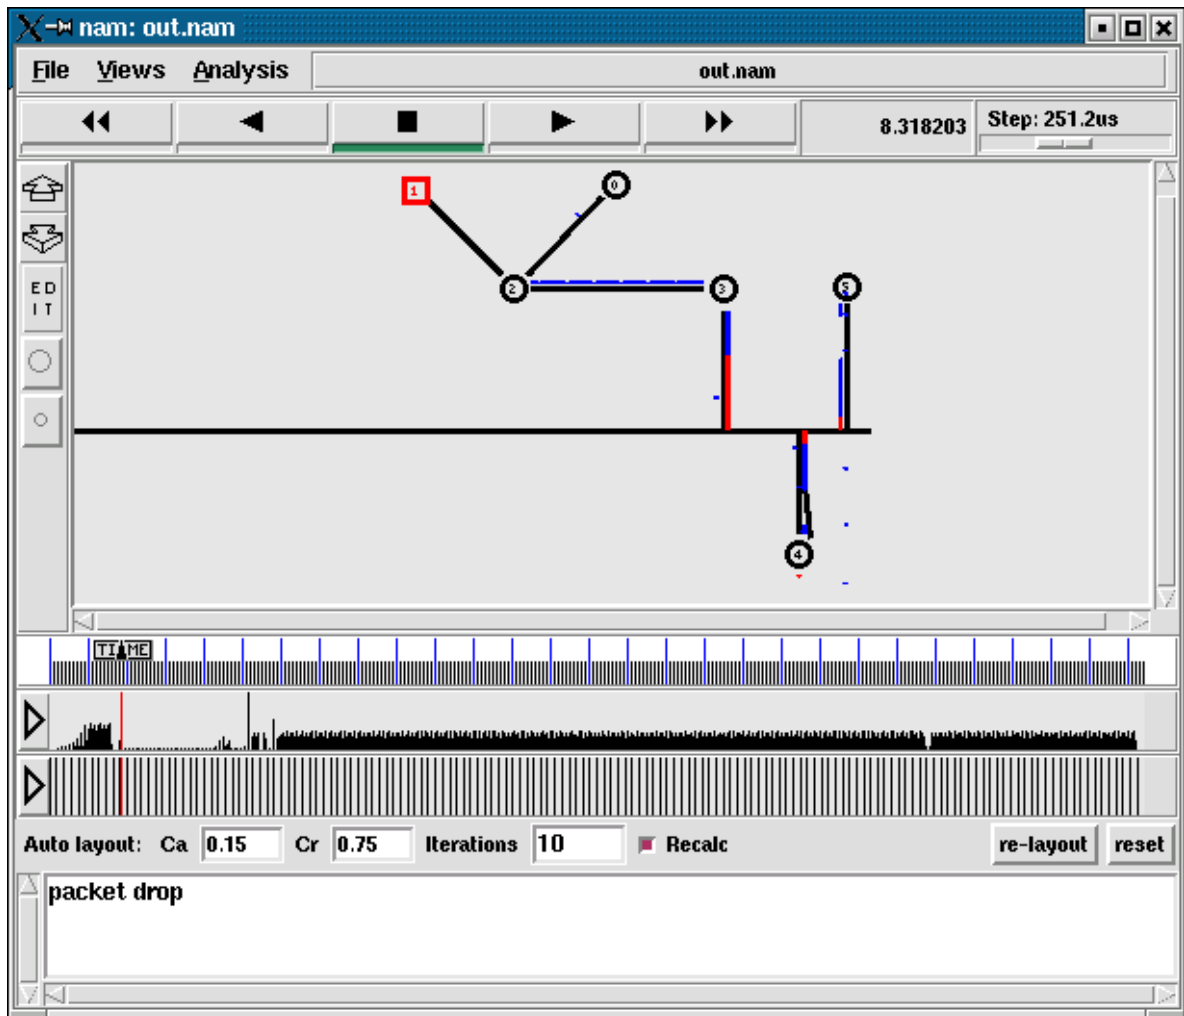 nam: out.nam
File Views Analysis out.nam
8.318203 Step: 251.2us
1
0
ED
IT
2
3
5
4
TIME
Auto layout: Ca 0.15 Cr 0.75 Iterations 10 Recalc re-layout reset
packet drop